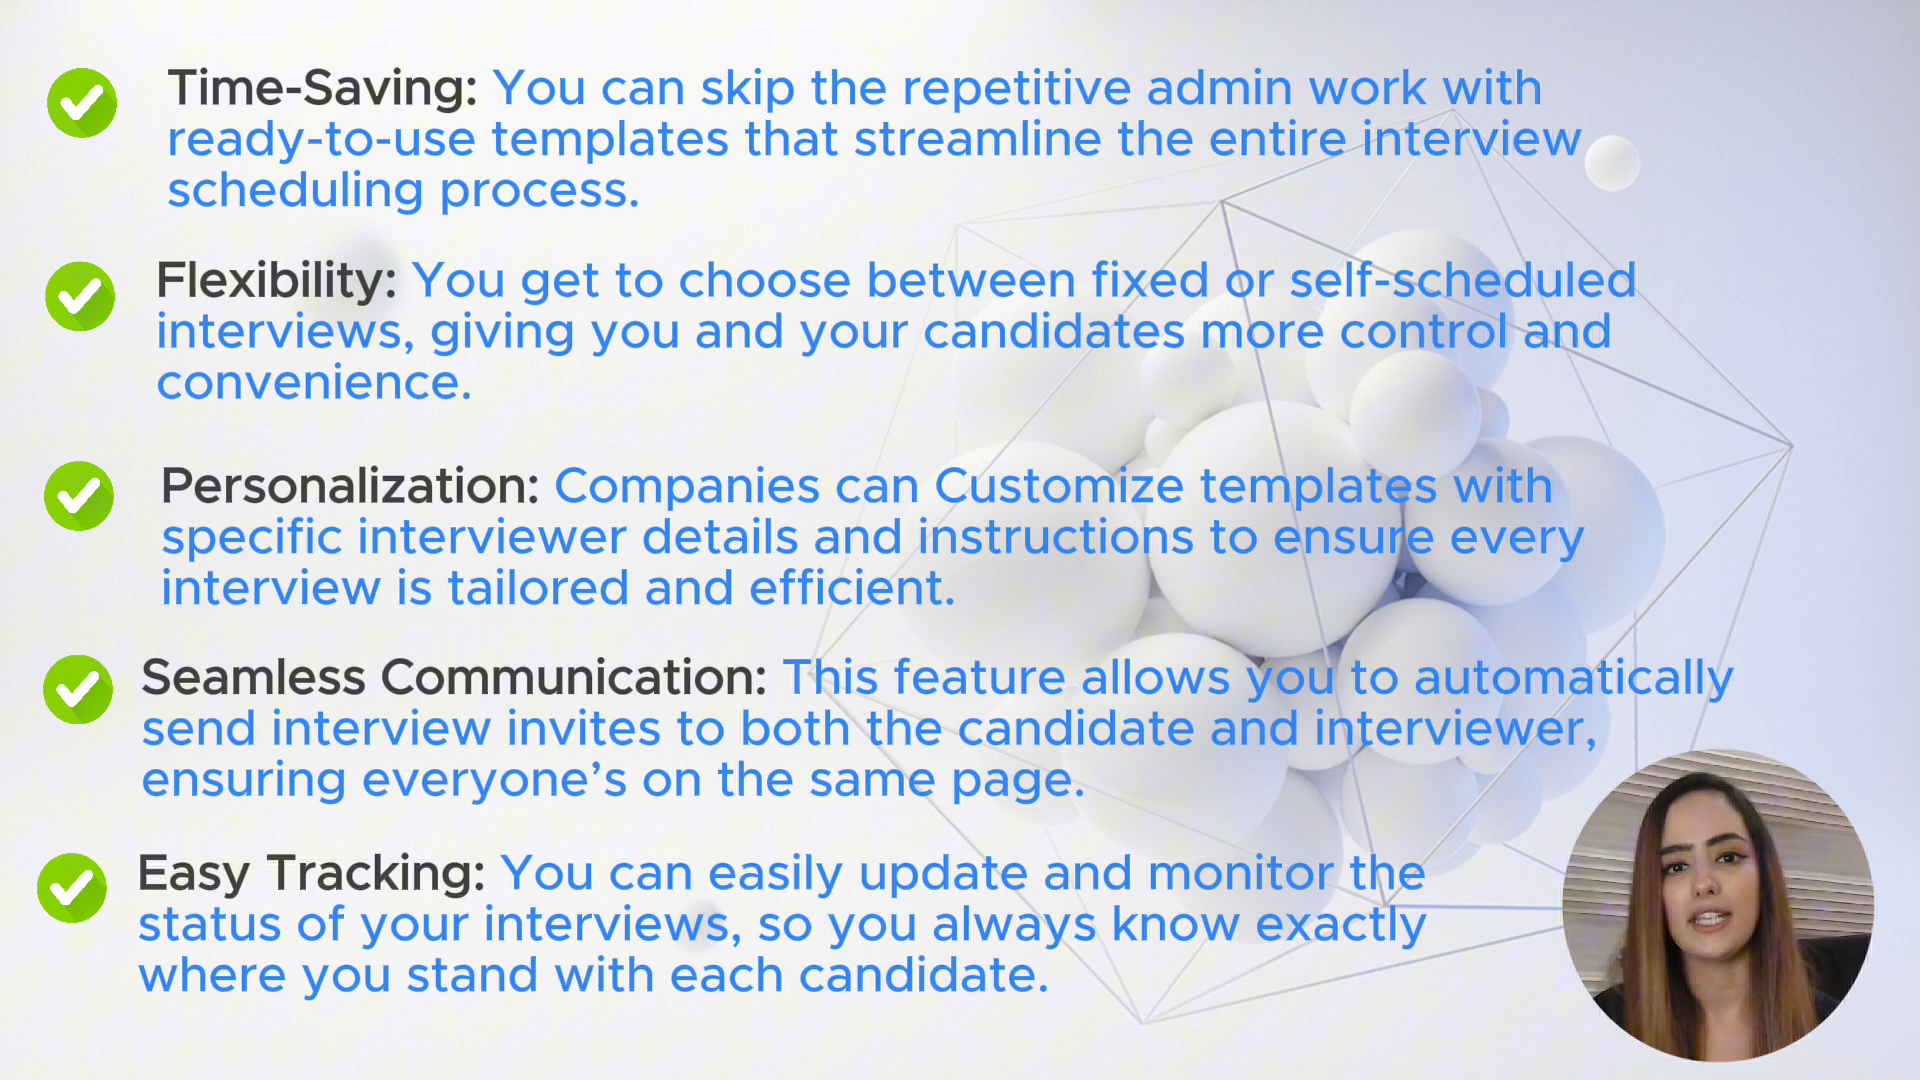 Time-Saving: You can skip the repetitive admin work with
ready-to-use templates that streamline the entire interview
scheduling process.
Flexibility: You get to choose between fixed or self-scheduled
interviews, giving you and your candidates more control and
convenience.
Personalization: Companies can Customize templates with
specific interviewer details and instructions to ensure every
interview is tailored and efficient.
Seamless Communication: This feature allows you to automatically
send interview invites to both the candidate and interviewer,
ensuring everyone’s on the same page.
Easy Tracking: You can easily update and monitor the
status of your interviews, so you always know exactly
where you stand with each candidate.